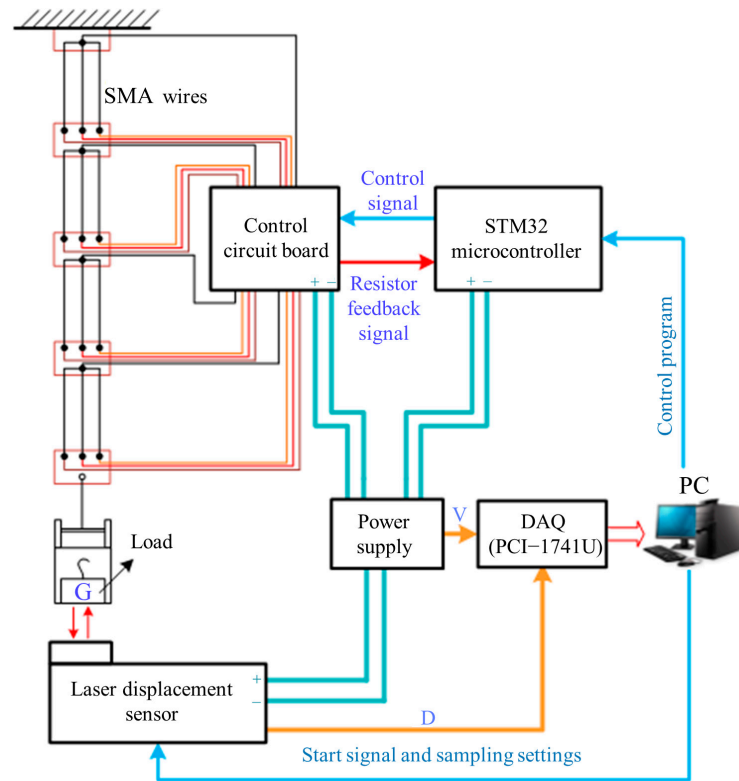 SMA wires
Control
signal
Control
circuit board
+ −
STM32
microcontroller
+ −
Resistor
feedback
signal
Control program
PC
Power
supply
V
DAQ
(PCI−1741U)
Load
G
Laser displacement
sensor
+
−
D
Start signal and sampling settings